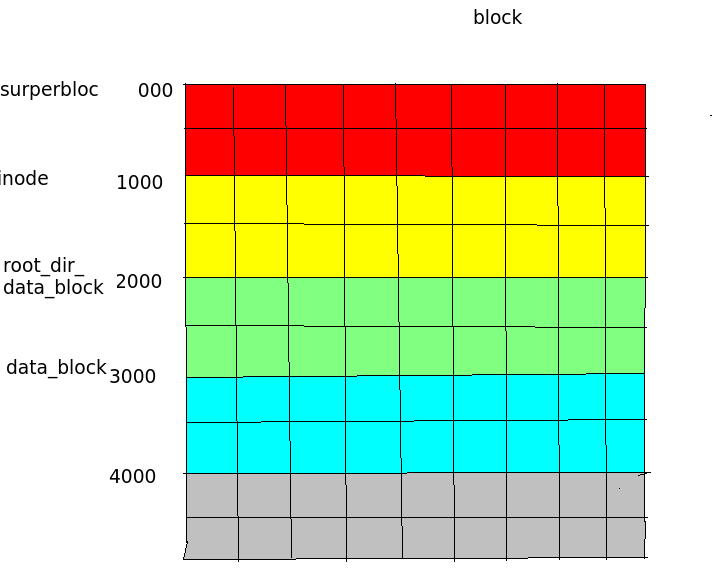 block
surperbloc 000
inode 1000
root_dir_
data_block 2000
data_block 3000
4000